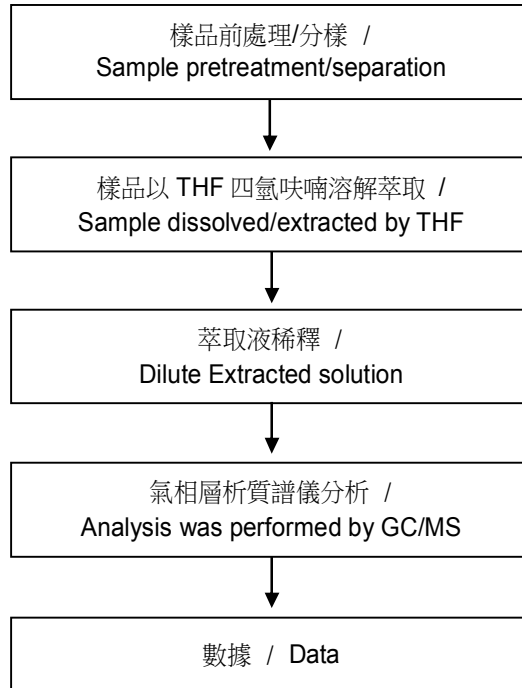 樣品前處理/分樣 /
Sample pretreatment/separation
樣品以 THF 四氫呋喃溶解萃取 /
Sample dissolved/extracted by THF
萃取液稀釋 /
Dilute Extracted solution
氣相層析質譜儀分析 /
Analysis was performed by GC/MS
數據 / Data